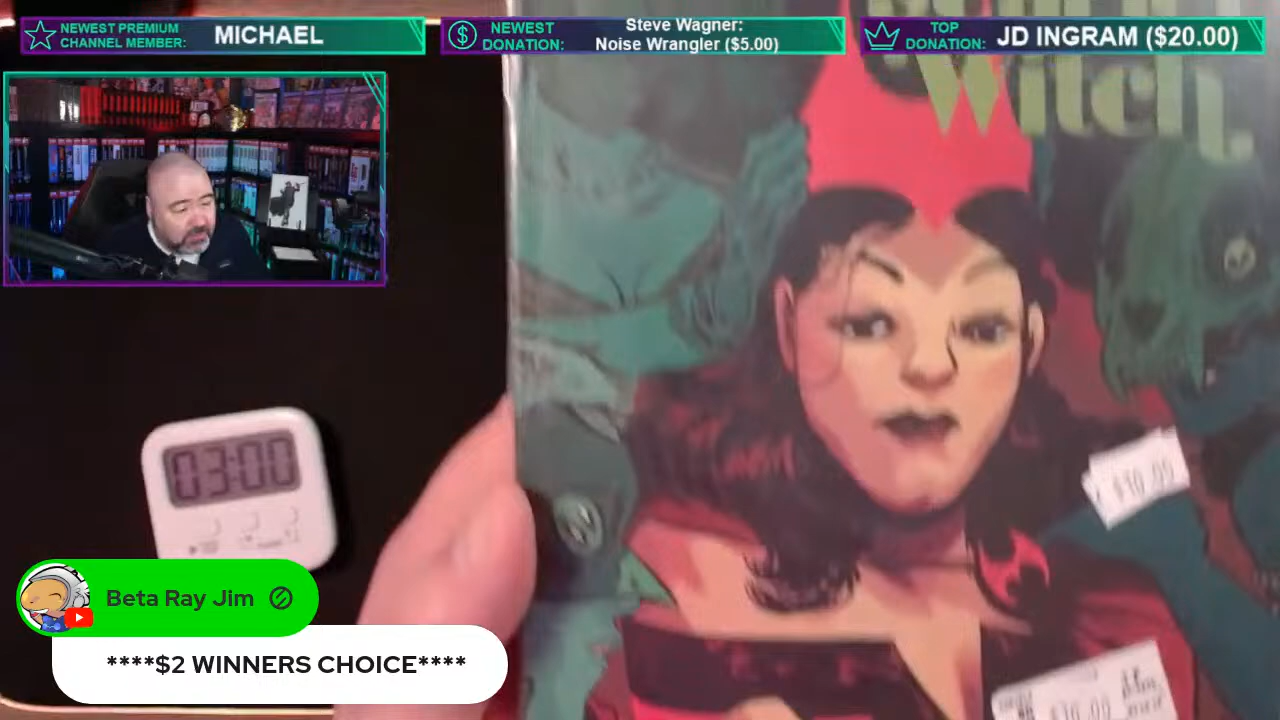 NEWEST PREMIUM
CHANNEL MEMBER:
MICHAEL
$
NEWEST
DONATION:
Steve Wagner:
Noise Wrangler ($5.00)
TOP
DONATION:
JD INGRAM ($20.00)
Witch
03:00
Beta Ray Jim
****$2 WINNERS CHOICE****